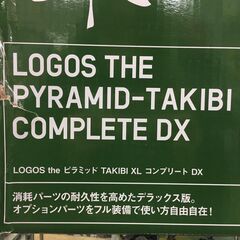 LOGOS THE
PYRAMID-TAKIBI
COMPLETE DX
LOGOS the ピラミッド TAKIBI XL コンプリート DX
消耗パーツの耐久性を高めたデラックス版。
オプションパーツをフル装備で使い方自由自在!